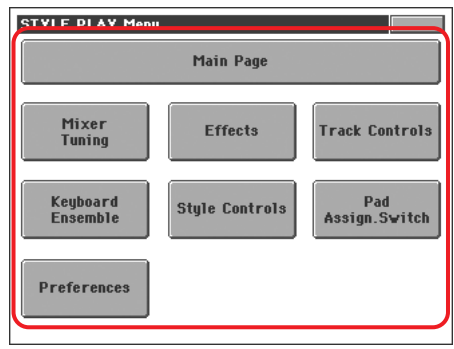 STYLE PLAY Menu
Main Page
Mixer
Tuning
Effects
Track Controls
Keyboard
Ensemble
Style Controls
Pad
Assign.Switch
Preferences